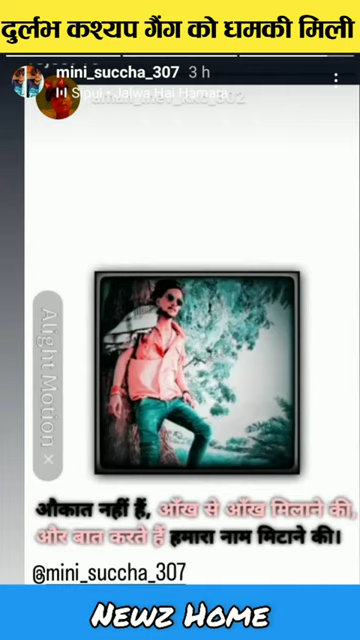 दुर्लभ कश्यप गैंग को धमकी मिली
mini_succha_307 3 h
Sipul • Jalwa Hai Hamara
Alight Motion ×
औकात नहीं हैं, आँख से आँख मिलाने की,
और बात करते हैं हमारा नाम मिटाने की।
@mini_succha_307
Newz Home